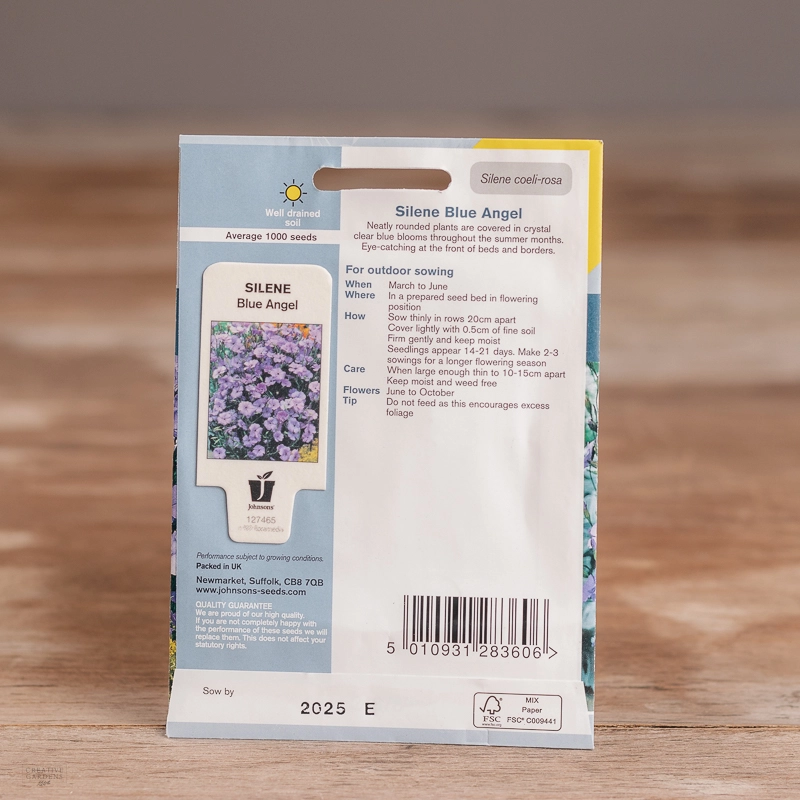 Silene coeli-rosa
Well drained
soil
Average 1000 seeds
SILENE
Blue Angel
Johnsons
127465
Performance subject to growing conditions.
Packed in UK
Newmarket, Suffolk, CB8 7QB
www.johnsons-seeds.com
QUALITY GUARANTEE
We are proud of our high quality.
If you are not completely happy with
the performance of these seeds we will
replace them. This does not affect your
statutory rights.
Silene Blue Angel
Neatly rounded plants are covered in crystal
clear blue blooms throughout the summer months.
Eye-catching at the front of beds and borders.
For outdoor sowing
When March to June
Where In a prepared seed bed in flowering
position
How Sow thinly in rows 20cm apart
Cover lightly with 0.5cm of fine soil
Firm gently and keep moist
Seedlings appear 14-21 days. Make 2-3
sowings for a longer flowering season
Care When large enough thin to 10-15cm apart
Keep moist and weed free
Flowers June to October
Tip Do not feed as this encourages excess
foliage
5 010931 283606 >
Sow by
2025 E
FSC
www.fsc.org
MIX
Paper
FSC® C009441
CREATIVE
GARDENS